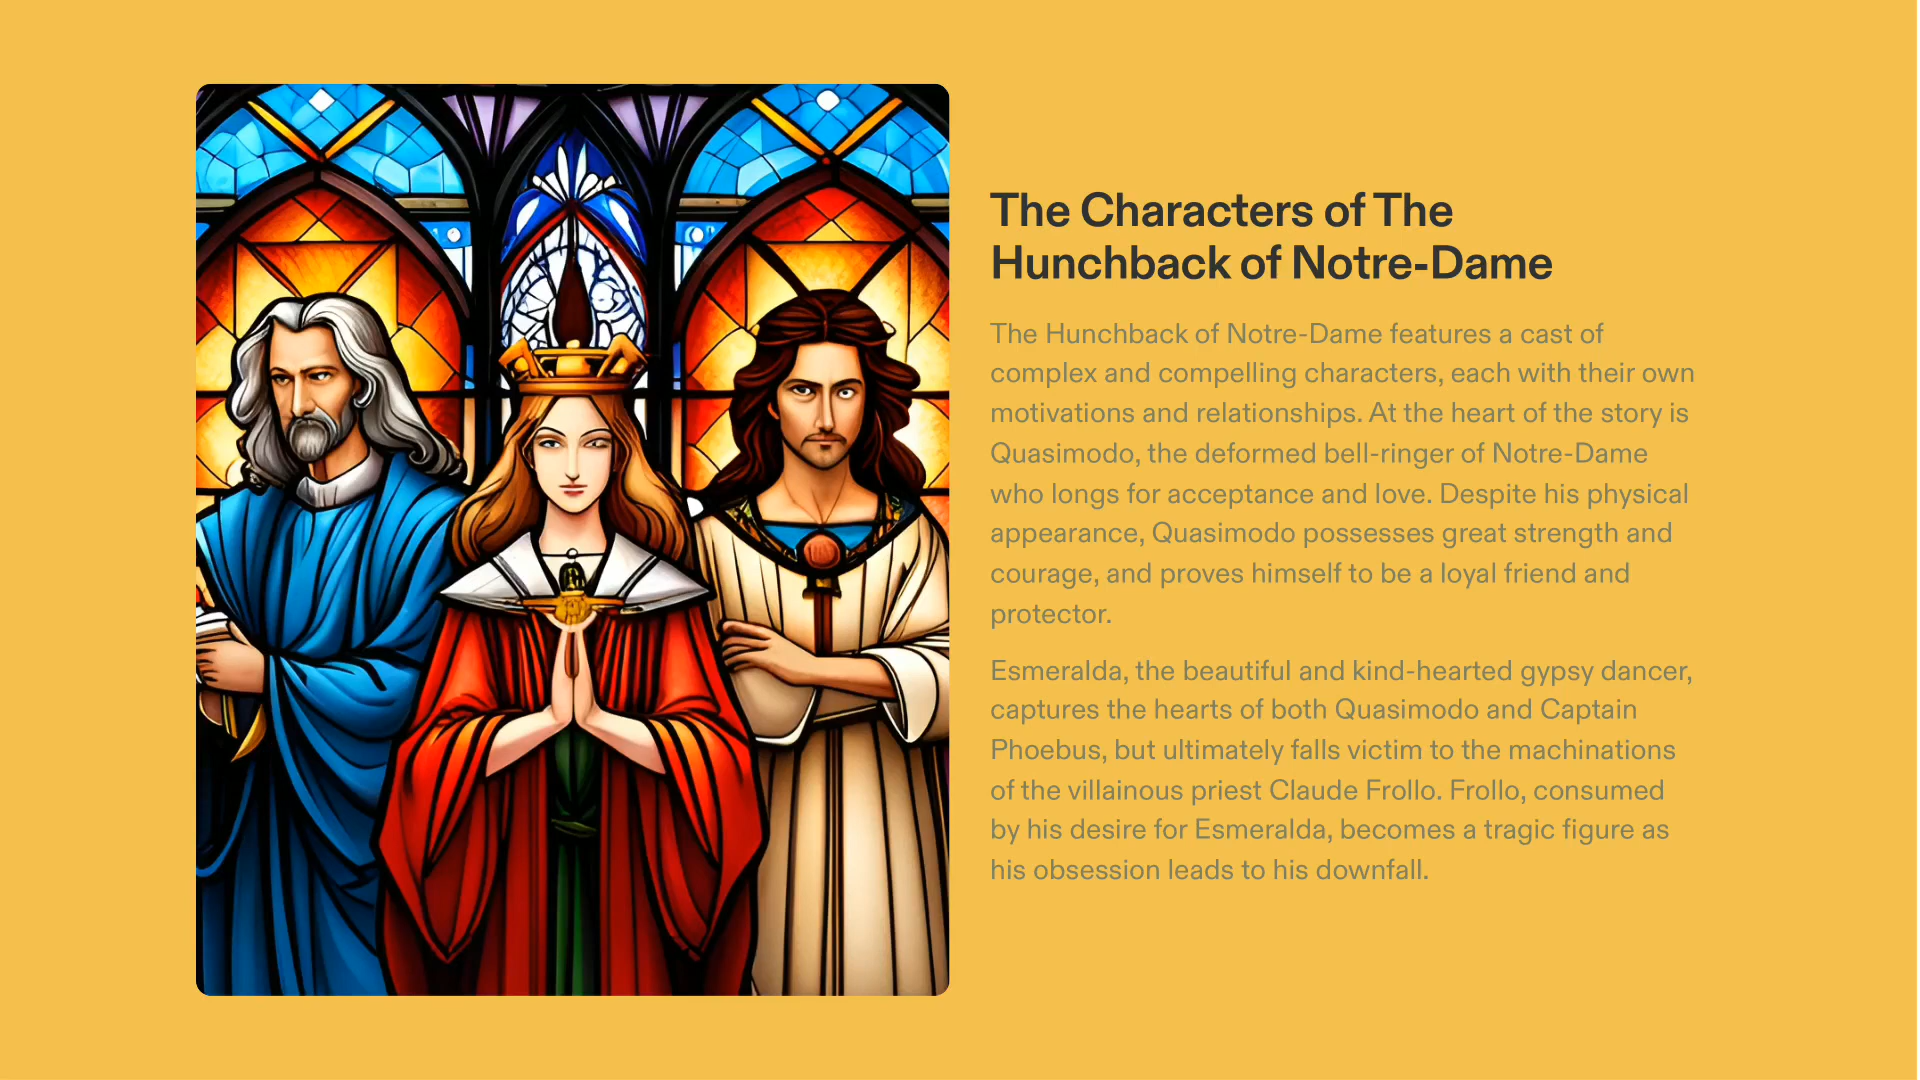 The Characters of The
Hunchback of Notre-Dame
The Hunchback of Notre-Dame features a cast of
complex and compelling characters, each with their own
motivations and relationships. At the heart of the story is
Quasimodo, the deformed bell-ringer of Notre-Dame
who longs for acceptance and love. Despite his physical
appearance, Quasimodo possesses great strength and
courage, and proves himself to be a loyal friend and
protector.
Esmeralda, the beautiful and kind-hearted gypsy dancer,
captures the hearts of both Quasimodo and Captain
Phoebus, but ultimately falls victim to the machinations
of the villainous priest Claude Frollo. Frollo, consumed
by his desire for Esmeralda, becomes a tragic figure as
his obsession leads to his downfall.